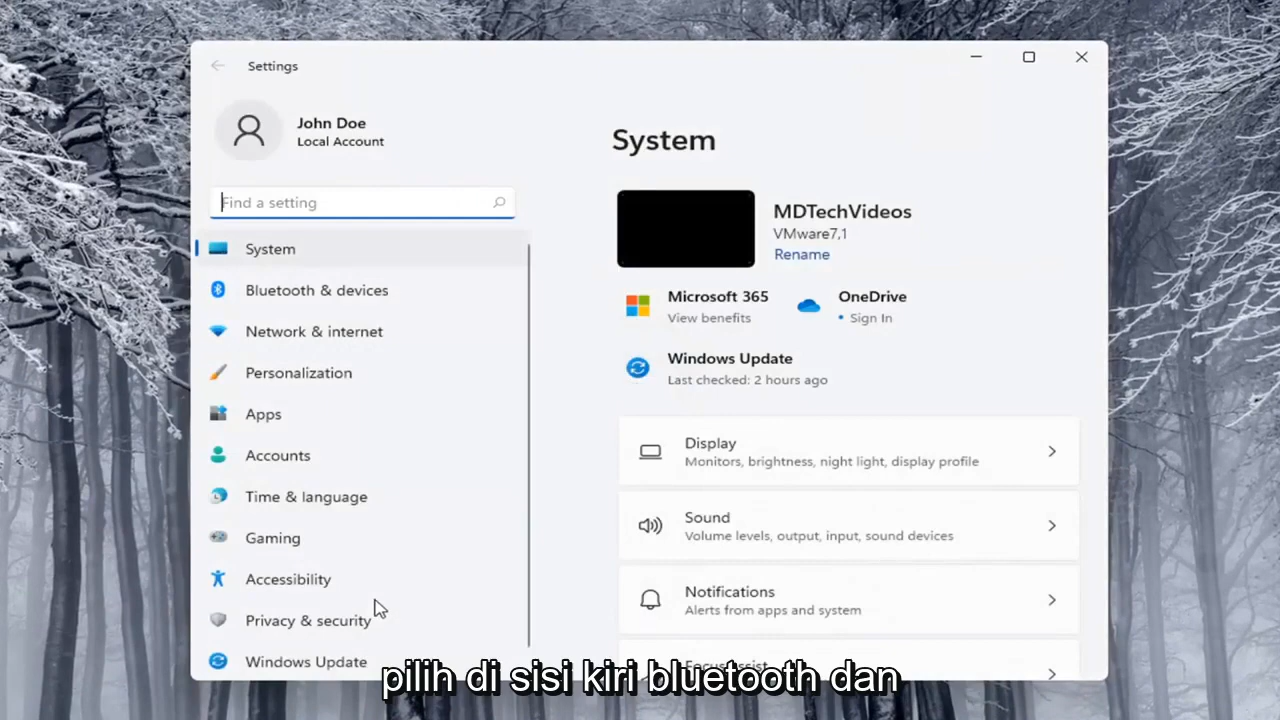 Settings
John Doe
Local Account
Find a setting
System
Bluetooth & devices
Network & internet
Personalization
Apps
Accounts
Time & language
Gaming
Accessibility
Privacy & security
Windows Update
System
MDTechVideos
VMware7,1
Rename
Microsoft 365
View benefits
OneDrive
• Sign In
Windows Update
Last checked: 2 hours ago
Display
Monitors, brightness, night light, display profile
Sound
Volume levels, output, input, sound devices
Notifications
Alerts from apps and system
Focus assist
pilih di sisi kiri bluetooth dan